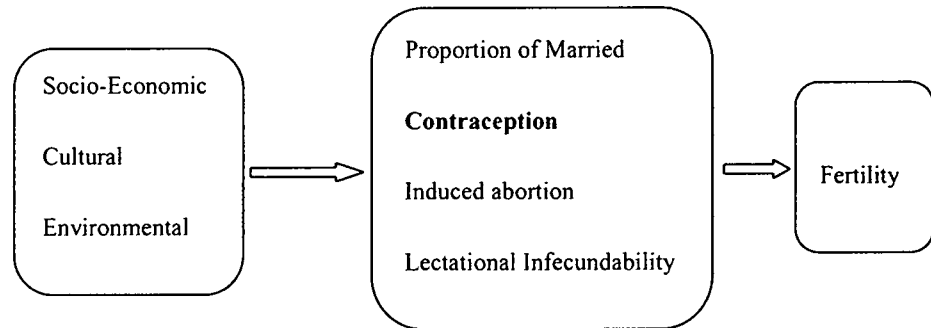 Socio-Economic
Cultural
Environmental
Proportion of Married
Contraception
Induced abortion
Lectational Infecundability
Fertility